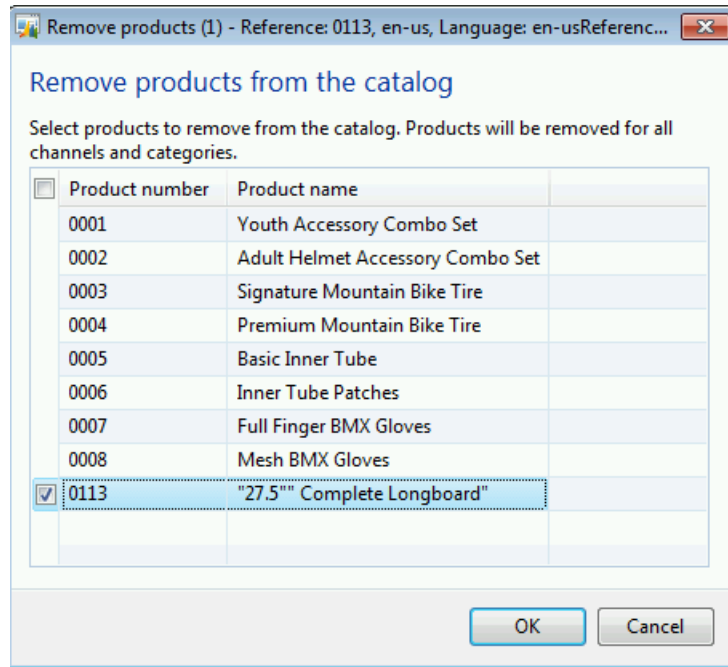 Remove products (1) - Reference: 0113, en-us, Language: en-usReferenc...
Remove products from the catalog
Select products to remove from the catalog. Products will be removed for all
channels and categories.
Product number Product name
0001 Youth Accessory Combo Set
0002 Adult Helmet Accessory Combo Set
0003 Signature Mountain Bike Tire
0004 Premium Mountain Bike Tire
0005 Basic Inner Tube
0006 Inner Tube Patches
0007 Full Finger BMX Gloves
0008 Mesh BMX Gloves
0113 "27.5"" Complete Longboard"
OK Cancel